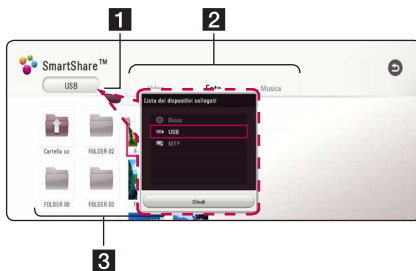 1
2
SmartShare™
USB
Video
Foto
Musica
Lista dei dispositivi collegati
Disco
USB
MTP
Chiudi
Cartella su
FOLDER 02
FOLDER 00
FOLDER 03
3